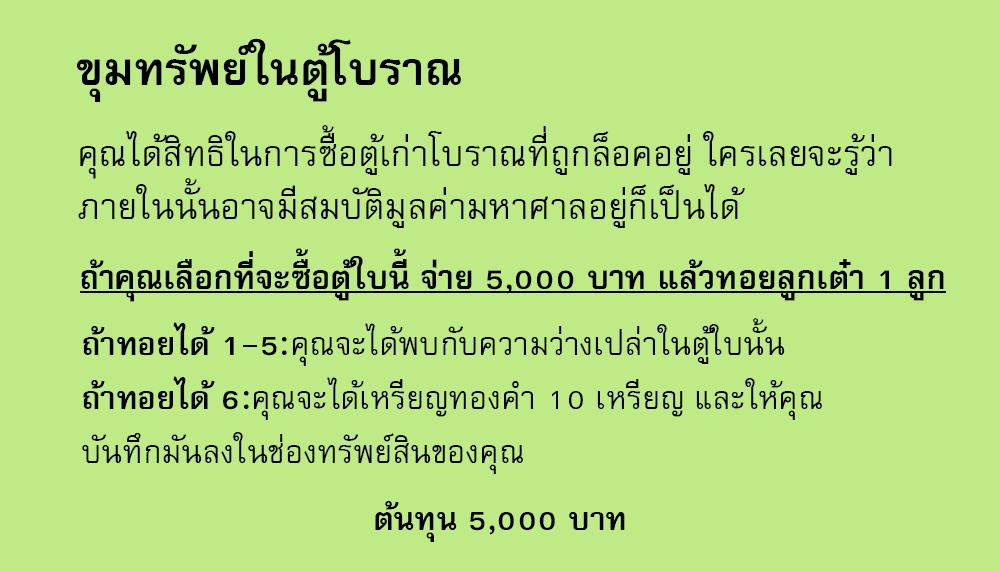 ขุมทรัพย์ในตู้โบราณ
คุณได้สิทธิในการซื้อตู้เก่าโบราณที่ถูกล็อคอยู่ ใครเลยจะรู้ว่า
ภายในนั้นอาจมีสมบัติมูลค่ามหาศาลอยู่ก็เป็นได้
ถ้าคุณเลือกที่จะซื้อตู้ใบนี้ จ่าย 5,000 บาท แล้วทอยลูกเต๋า 1 ลูก
ถ้าทอยได้ 1-5:คุณจะได้พบกับความว่างเปล่าในตู้ใบนั้น
ถ้าทอยได้ 6:คุณจะได้เหรียญทองคำ 10 เหรียญ และให้คุณ
บันทึกมันลงในช่องทรัพย์สินของคุณ
ต้นทุน 5,000 บาท